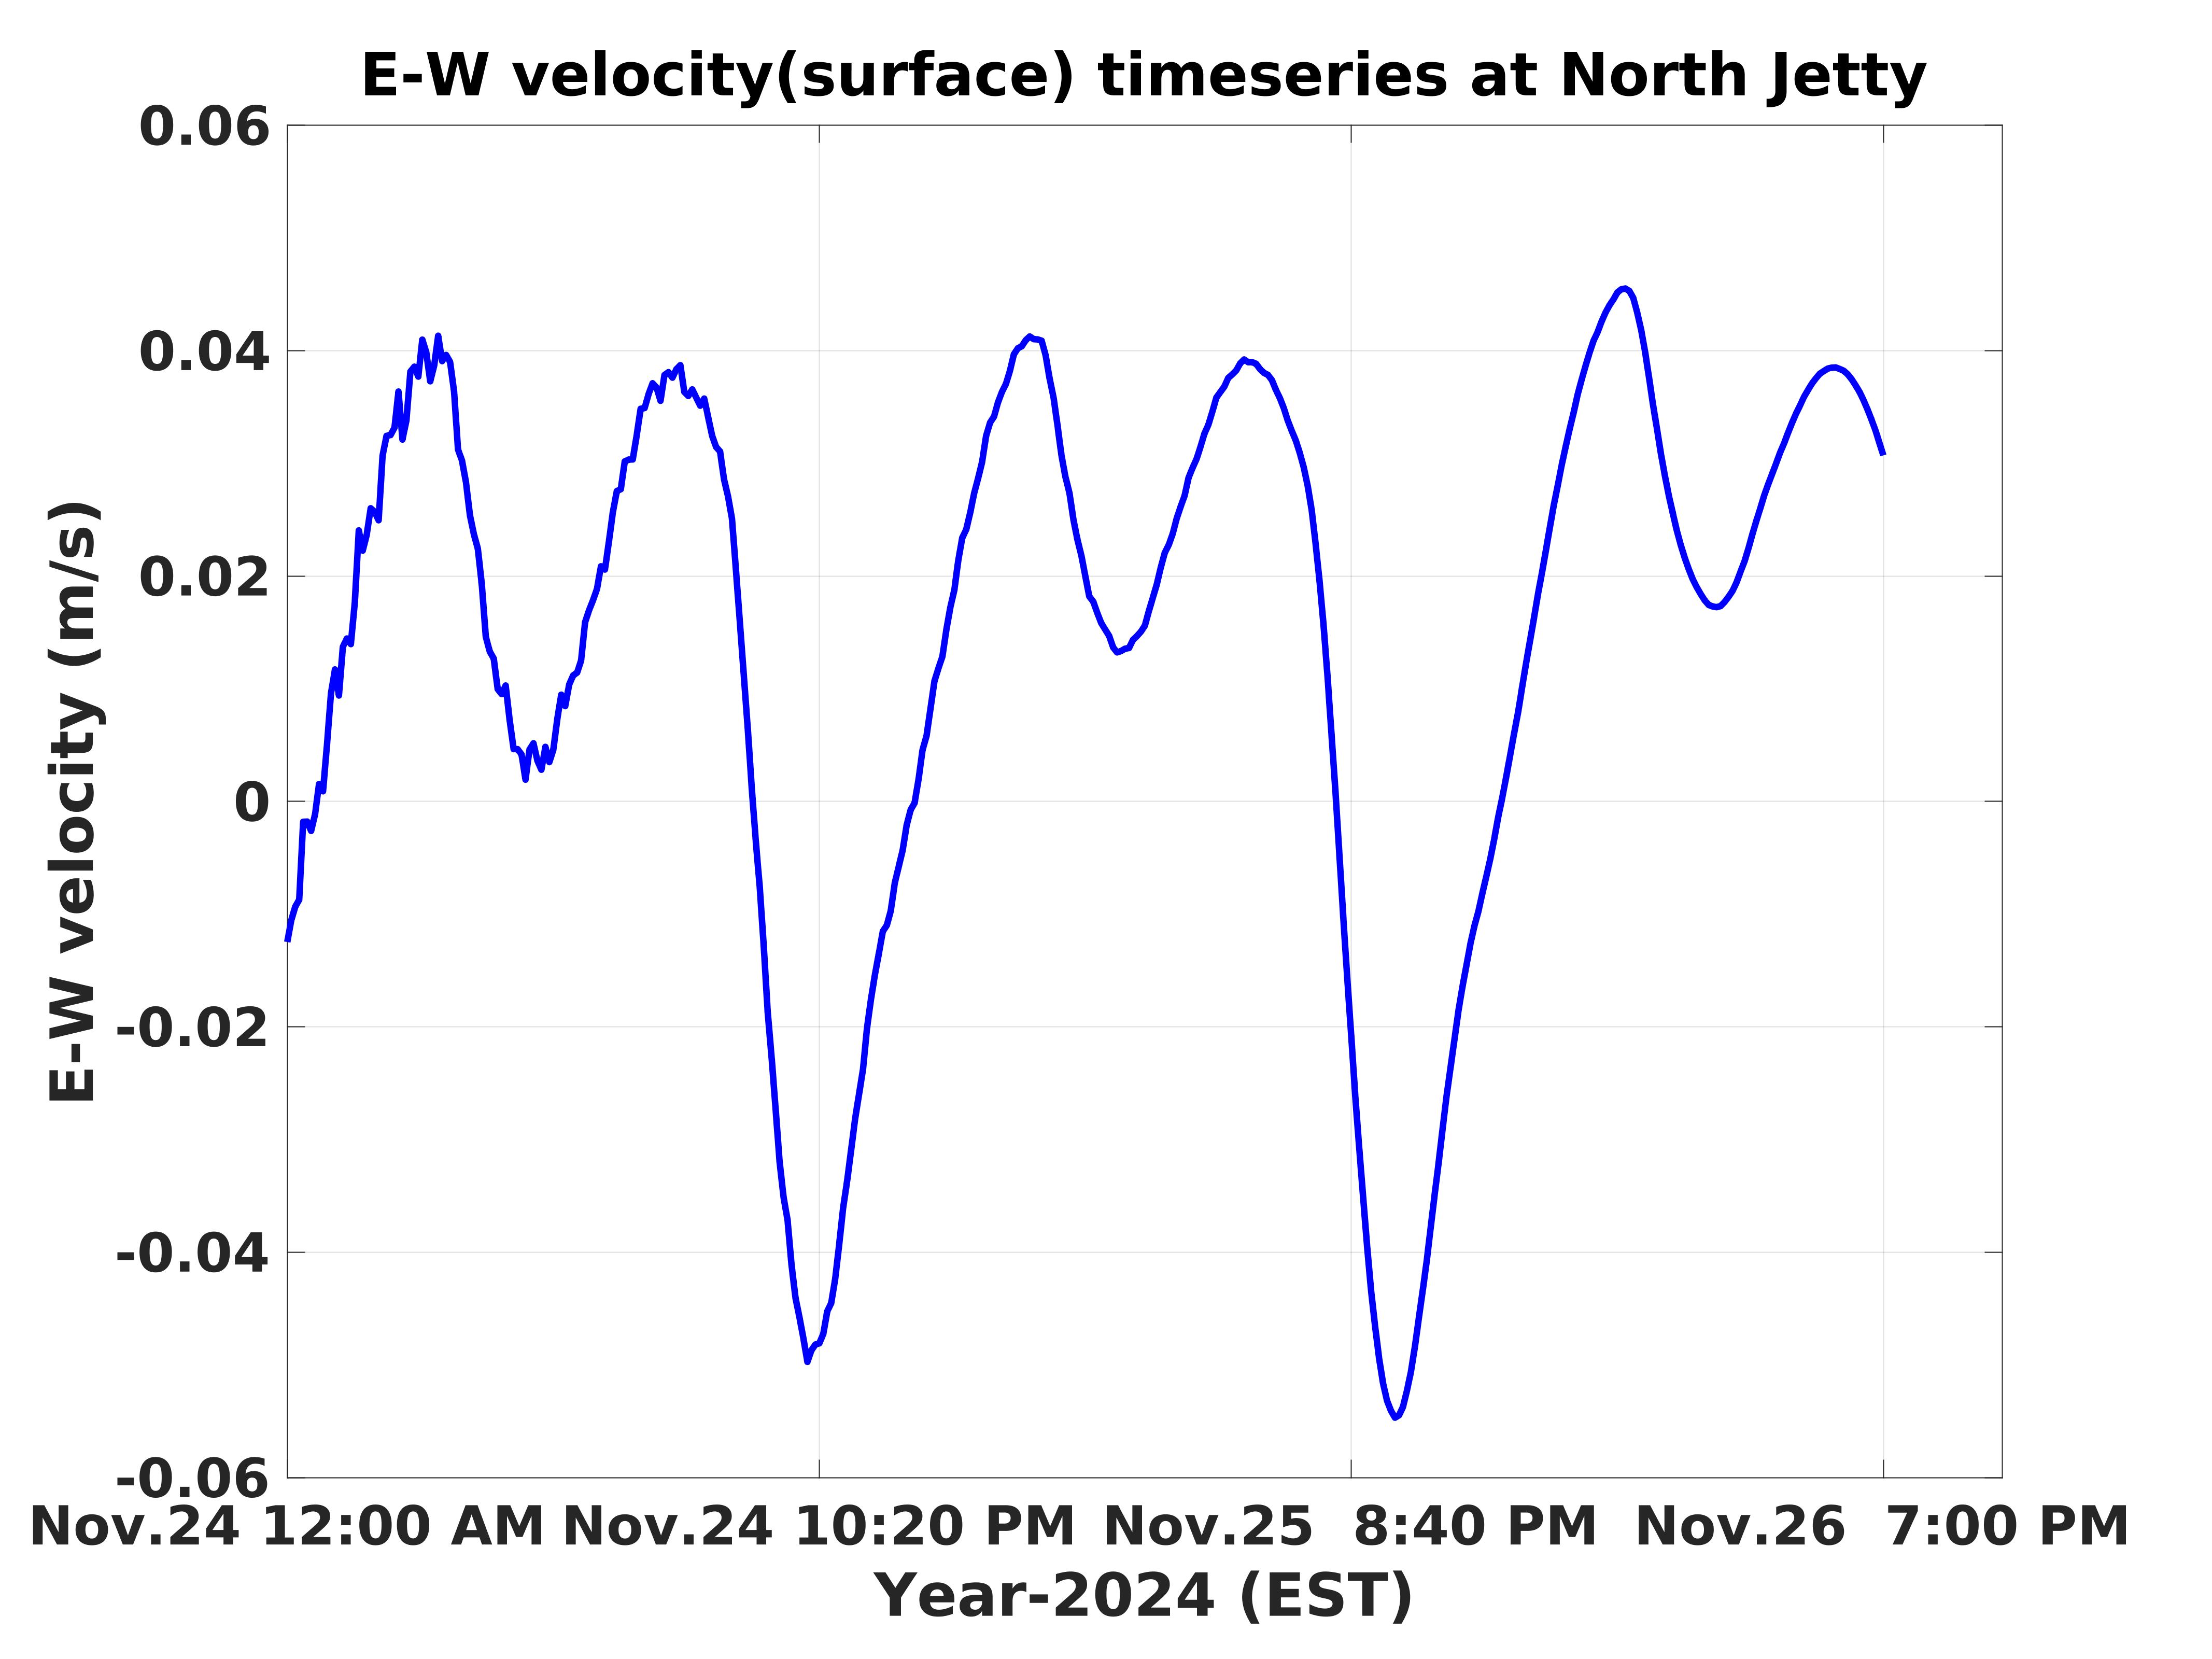 E-W velocity(surface) timeseries at North Jetty
0.06
0.04
0.02
0
-0.02
-0.04
-0.06
E-W velocity (m/s)
Nov.24 12:00 AM Nov.24 10:20 PM Nov.25 8:40 PM Nov.26 7:00 PM
Year-2024 (EST)